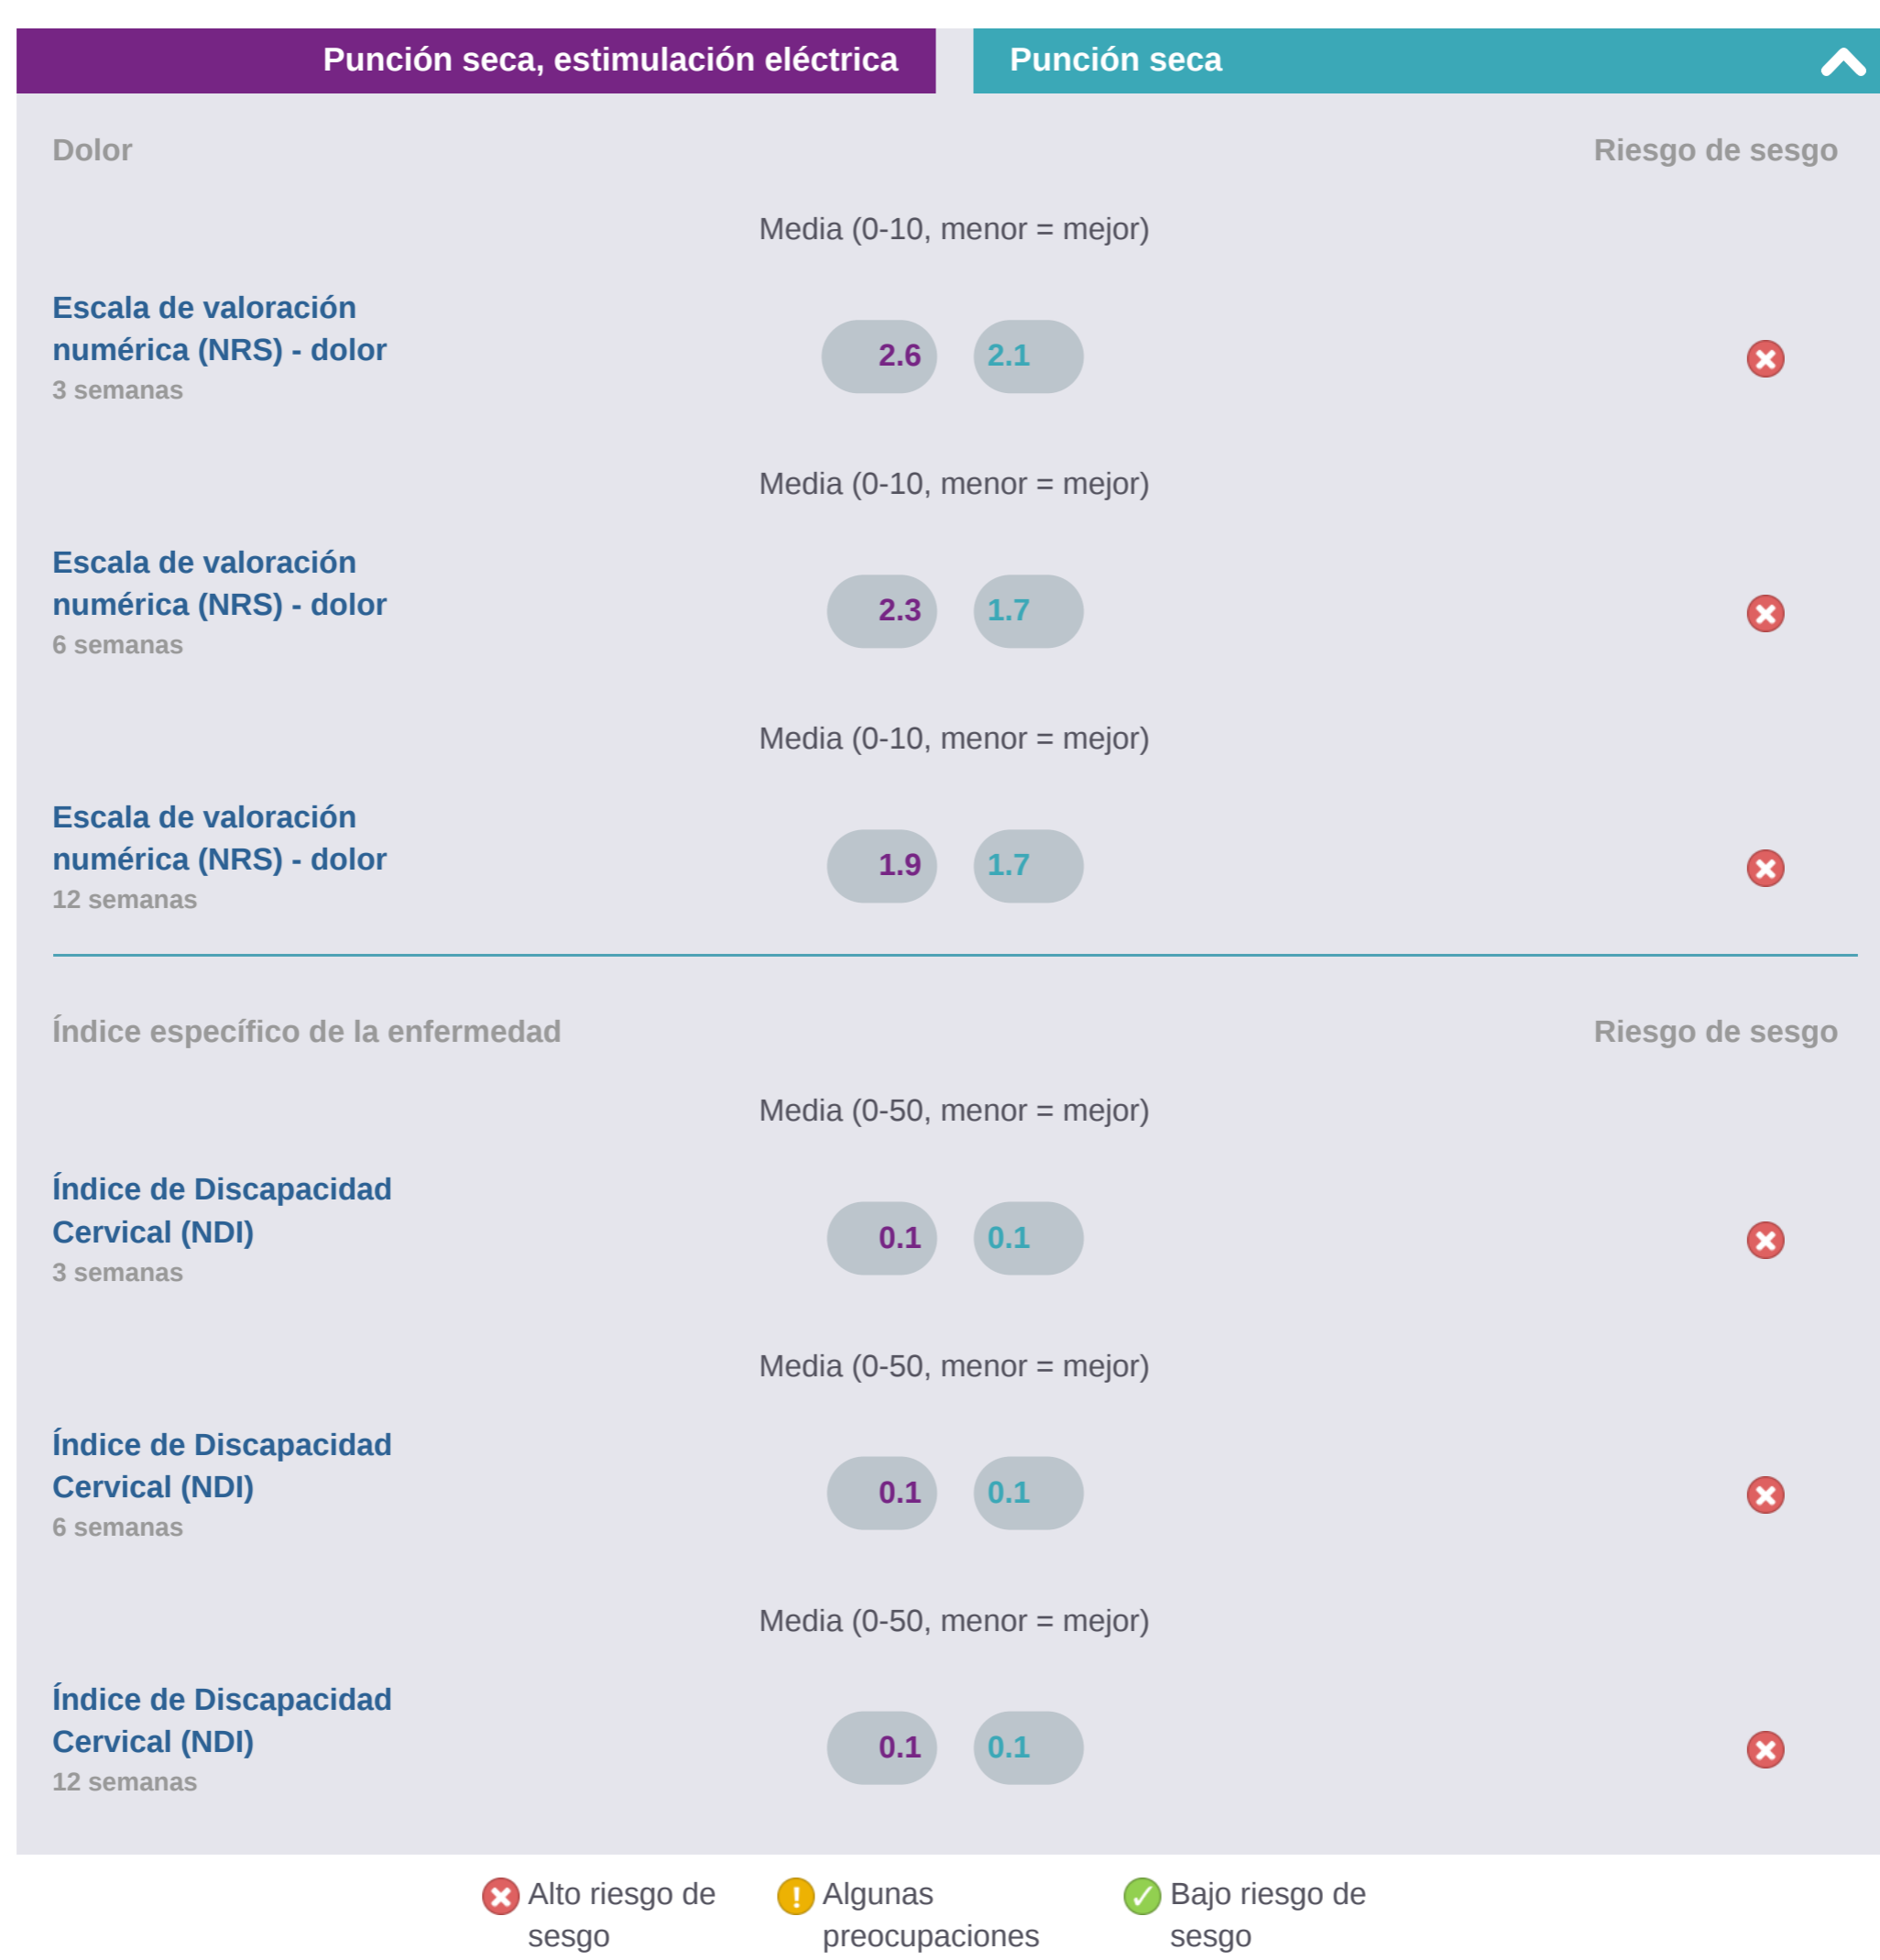 Punción seca, estimulación eléctrica
Punción seca
Dolor
Riesgo de sesgo
Media (0-10, menor = mejor)
Escala de valoración
numérica (NRS) - dolor
3 semanas
2.6
2.1
Media (0-10, menor = mejor)
Escala de valoración
numérica (NRS) - dolor
6 semanas
2.3
1.7
Media (0-10, menor = mejor)
Escala de valoración
numérica (NRS) - dolor
12 semanas
1.9
1.7
Índice específico de la enfermedad
Riesgo de sesgo
Media (0-50, menor = mejor)
Índice de Discapacidad
Cervical (NDI)
3 semanas
0.1
0.1
Media (0-50, menor = mejor)
Índice de Discapacidad
Cervical (NDI)
6 semanas
0.1
0.1
Media (0-50, menor = mejor)
Índice de Discapacidad
Cervical (NDI)
12 semanas
0.1
0.1
Alto riesgo de
sesgo
Algunas
preocupaciones
Bajo riesgo de
sesgo